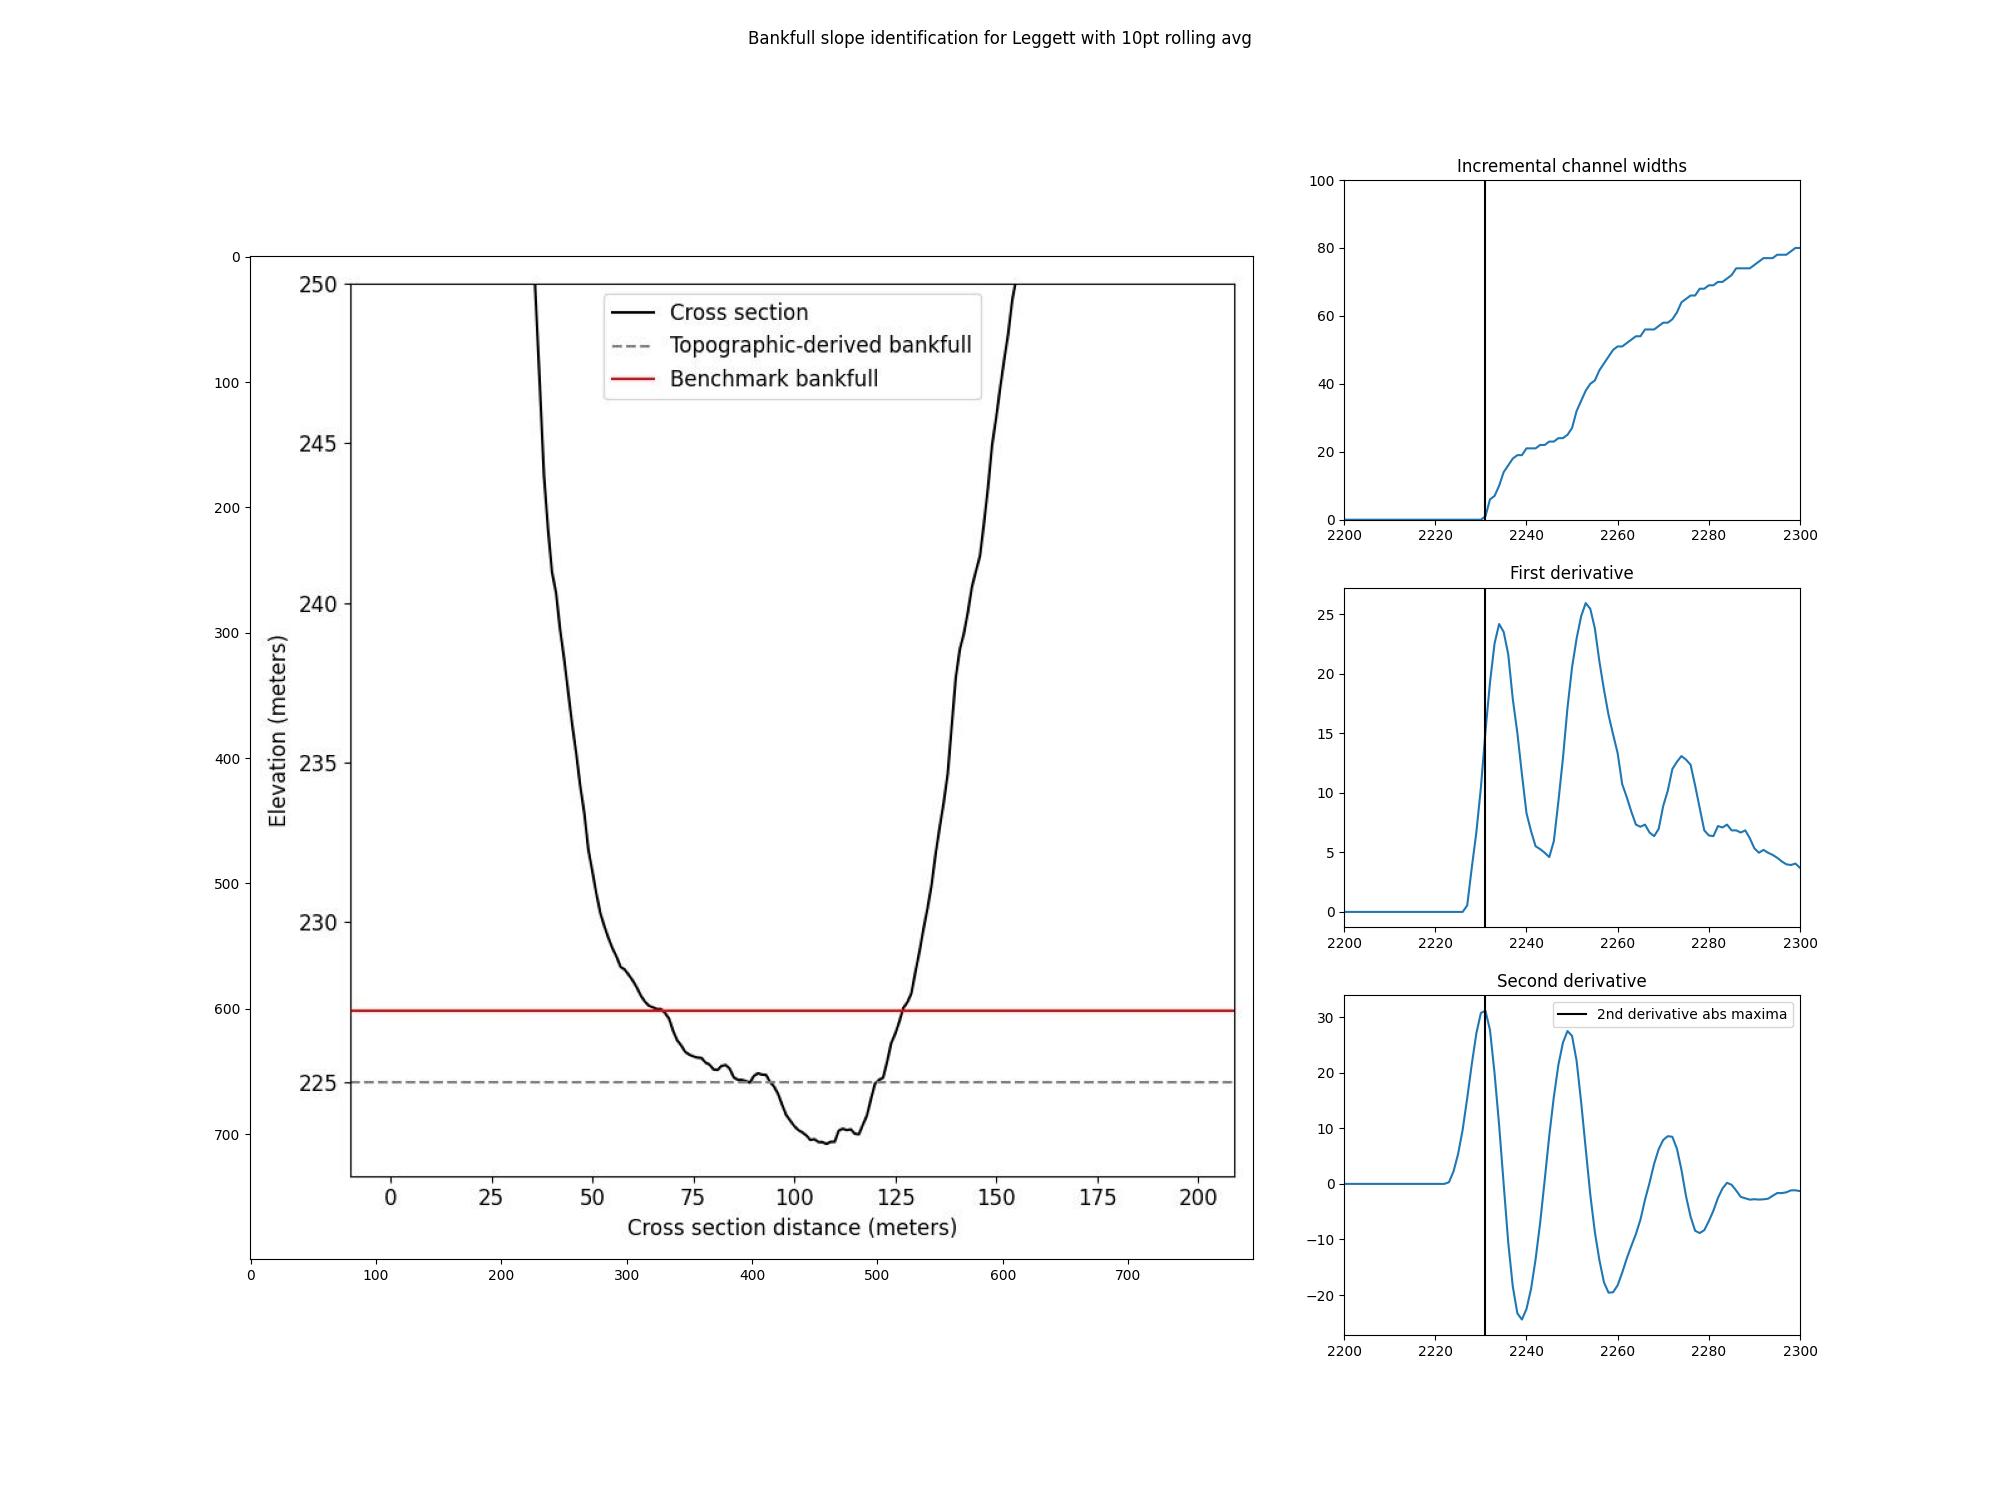 Bankfull slope identification for Leggett with 10pt rolling avg
0
100
200
300
400
500
600
700
250
245
240
235
230
225
Elevation (meters)
Cross section
Topographic-derived bankfull
Benchmark bankfull
0 25 50 75 100 125 150 175 200
Cross section distance (meters)
0 100 200 300 400 500 600 700
Incremental channel widths
100
80
60
40
20
0
2200 2220 2240 2260 2280 2300
First derivative
25
20
15
10
5
0
2200 2220 2240 2260 2280 2300
Second derivative
2nd derivative abs maxima
30
20
10
0
−10
−20
2200 2220 2240 2260 2280 2300